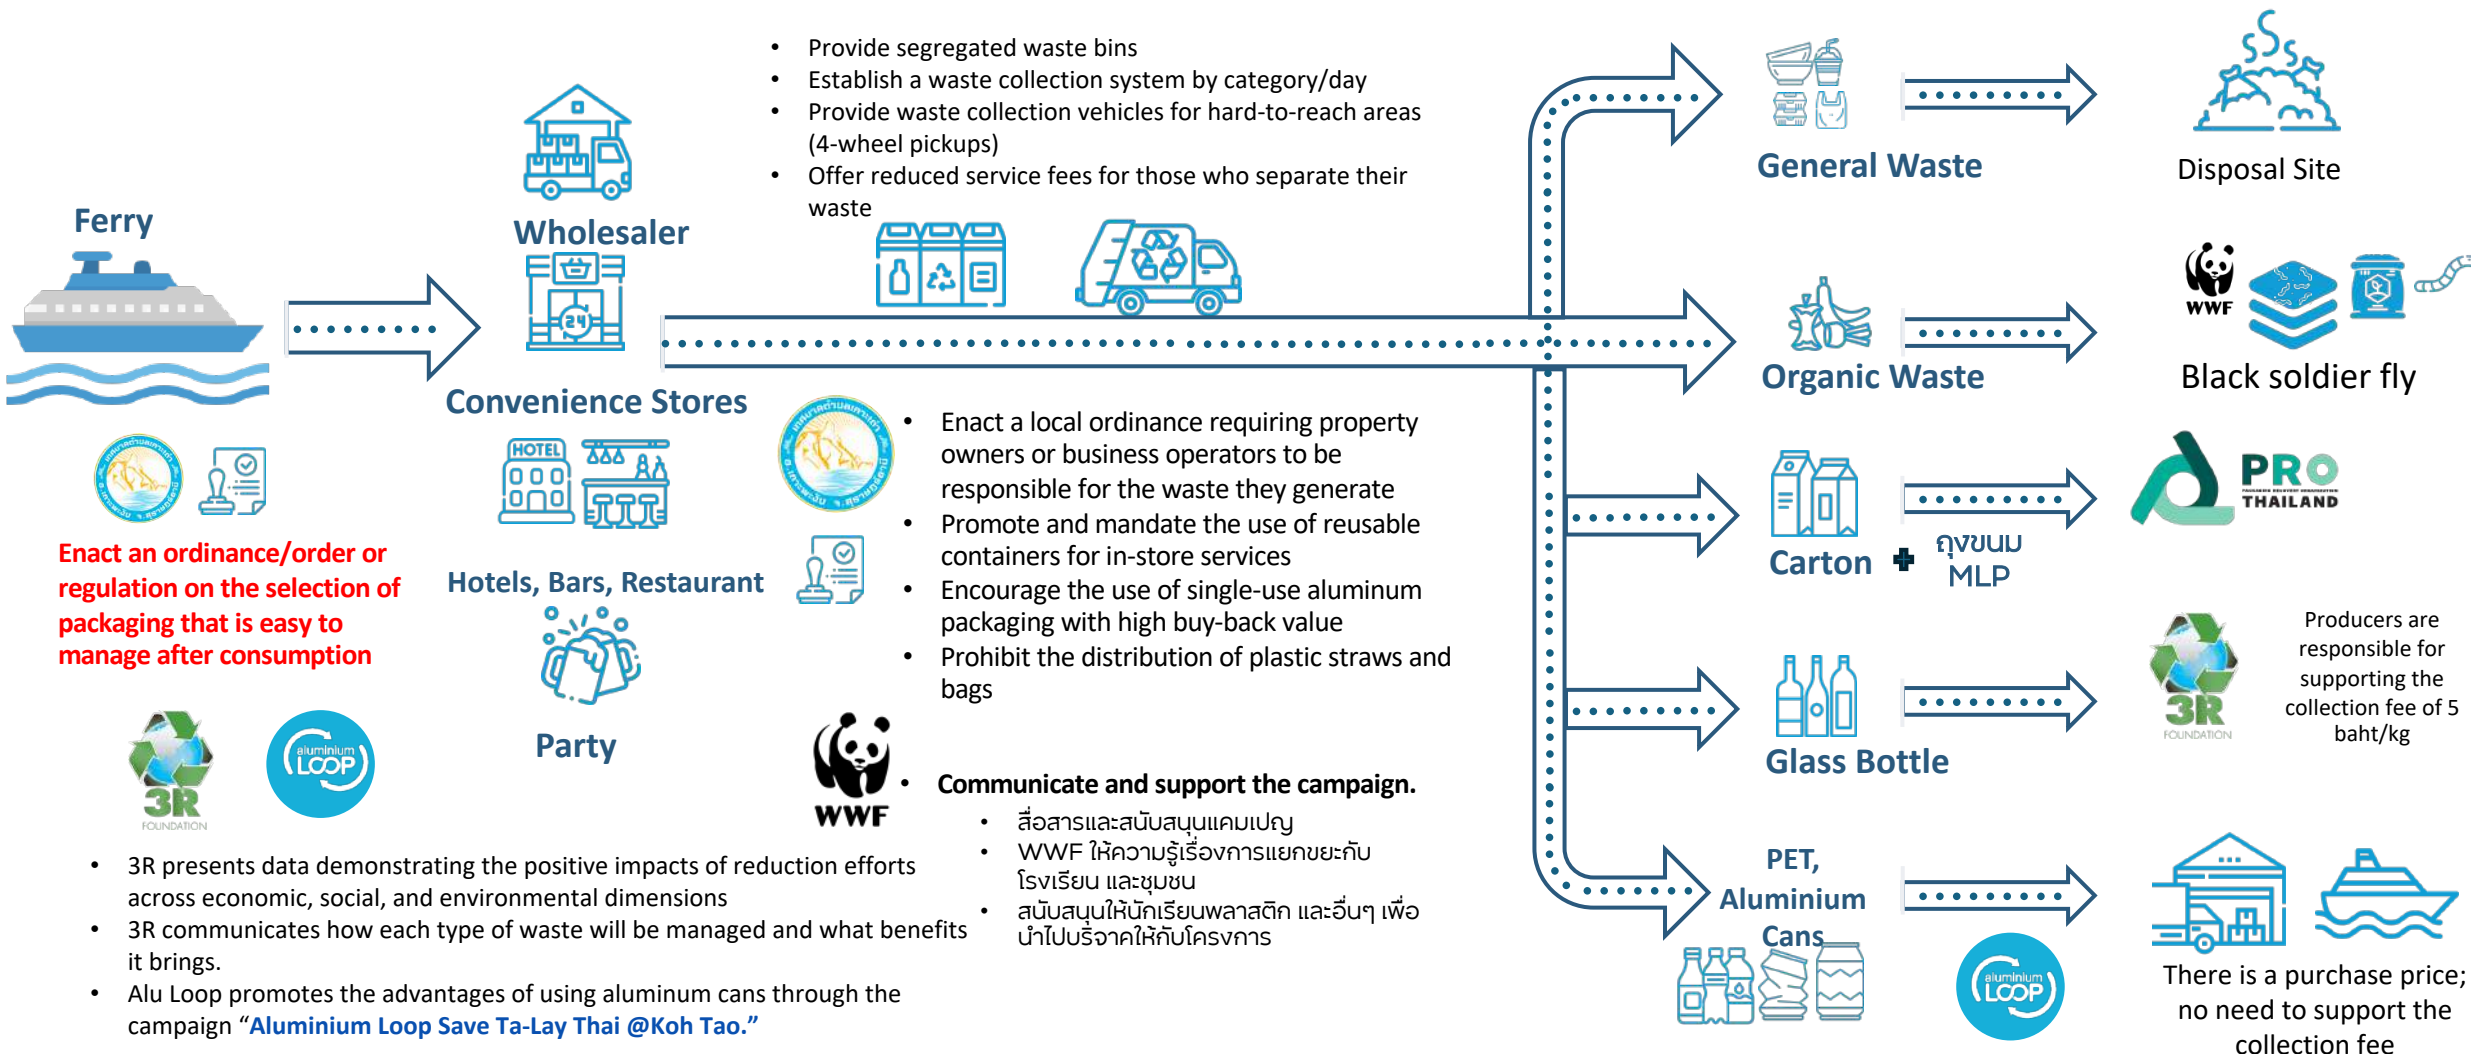 Ferry
Enact an ordinance/order or
regulation on the selection of
packaging that is easy to
manage after consumption
3R
FOUNDATION
aluminium
LOOP
• 3R presents data demonstrating the positive impacts of reduction efforts
across economic, social, and environmental dimensions
• 3R communicates how each type of waste will be managed and what benefits
it brings.
• Alu Loop promotes the advantages of using aluminum cans through the
campaign “Aluminium Loop Save Ta-Lay Thai @Koh Tao.”
Wholesaler
24
Convenience Stores
HOTEL
Hotels, Bars, Restaurant
Party
• Provide segregated waste bins
• Establish a waste collection system by category/day
• Provide waste collection vehicles for hard-to-reach areas
(4-wheel pickups)
• Offer reduced service fees for those who separate their
waste
• Enact a local ordinance requiring property
owners or business operators to be
responsible for the waste they generate
• Promote and mandate the use of reusable
containers for in-store services
• Encourage the use of single-use aluminum
packaging with high buy-back value
• Prohibit the distribution of plastic straws and
bags
WWF
• Communicate and support the campaign.
• สื่อสารและสนับสนุนแคมเปญ
• WWF ให้ความรู้เรื่องการแยกขยะกับ
โรงเรียน และชุมชน
• สนับสนุนให้นักเรียนพลาสติก และอื่นๆ เพื่อ
นำไปบริจาคให้กับโครงการ
General Waste
Disposal Site
Organic Waste
WWF
Black soldier fly
Carton
ถุงขนม
MLP
PRO
THAILAND
Glass Bottle
3R
FOUNDATION
Producers are
responsible for
supporting the
collection fee of 5
baht/kg
PET,
Aluminium
Cans
aluminium
LOOP
There is a purchase price;
no need to support the
collection fee